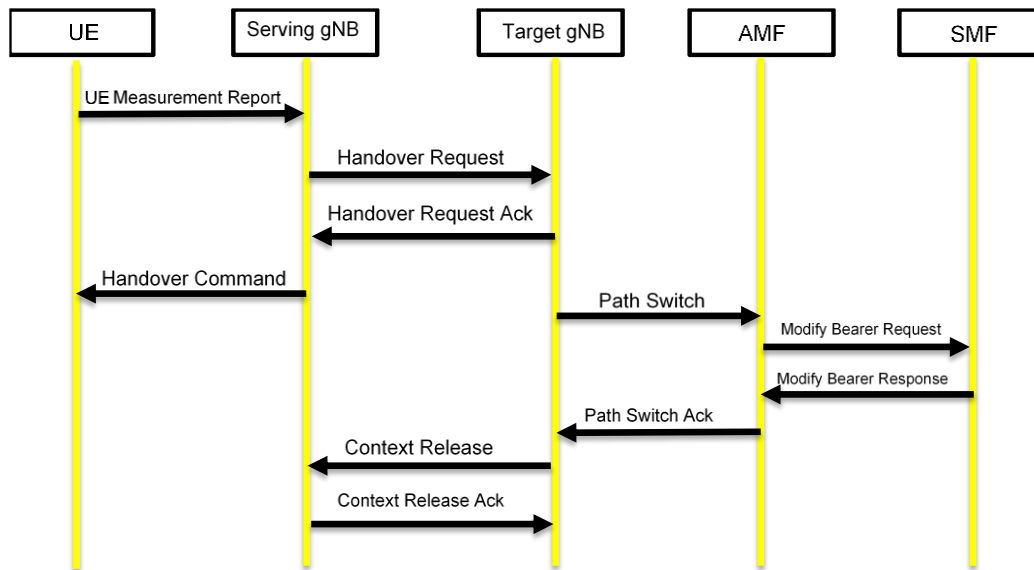 UE
Serving gNB
Target gNB
AMF
SMF
UE Measurement Report
Handover Request
Handover Request Ack
Handover Command
Path Switch
Modify Bearer Request
Modify Bearer Response
Path Switch Ack
Context Release
Context Release Ack